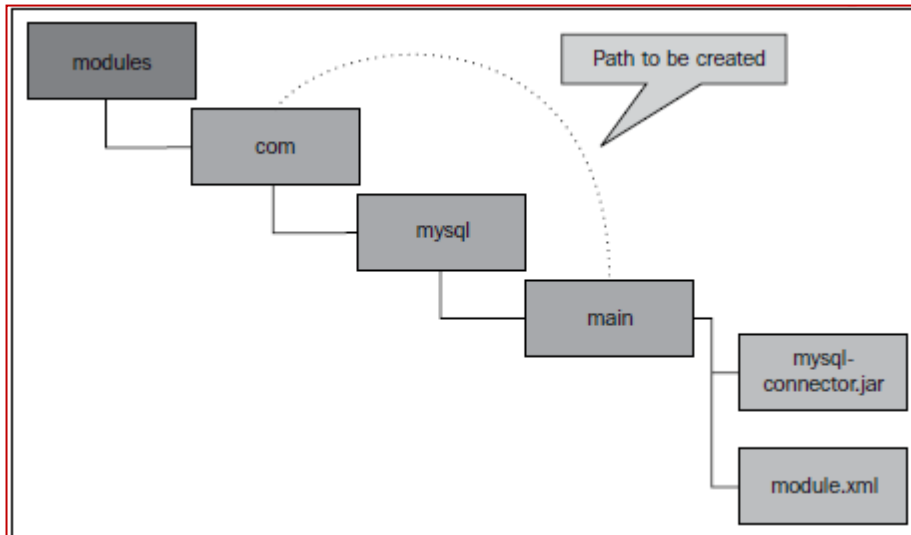 modules
Path to be created
com
mysql
main
mysql-
connector.jar
module.xml